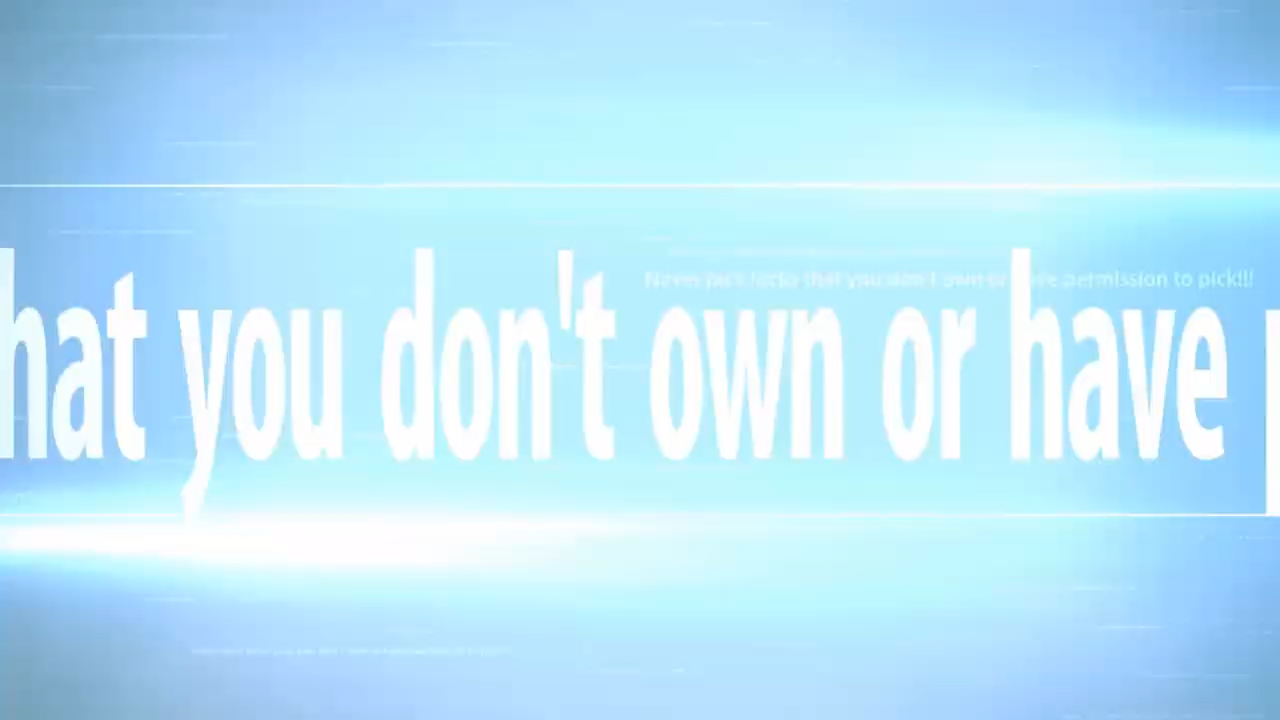 Never pick locks that you don't own or have permission to pick!!!
hat you don't own or have